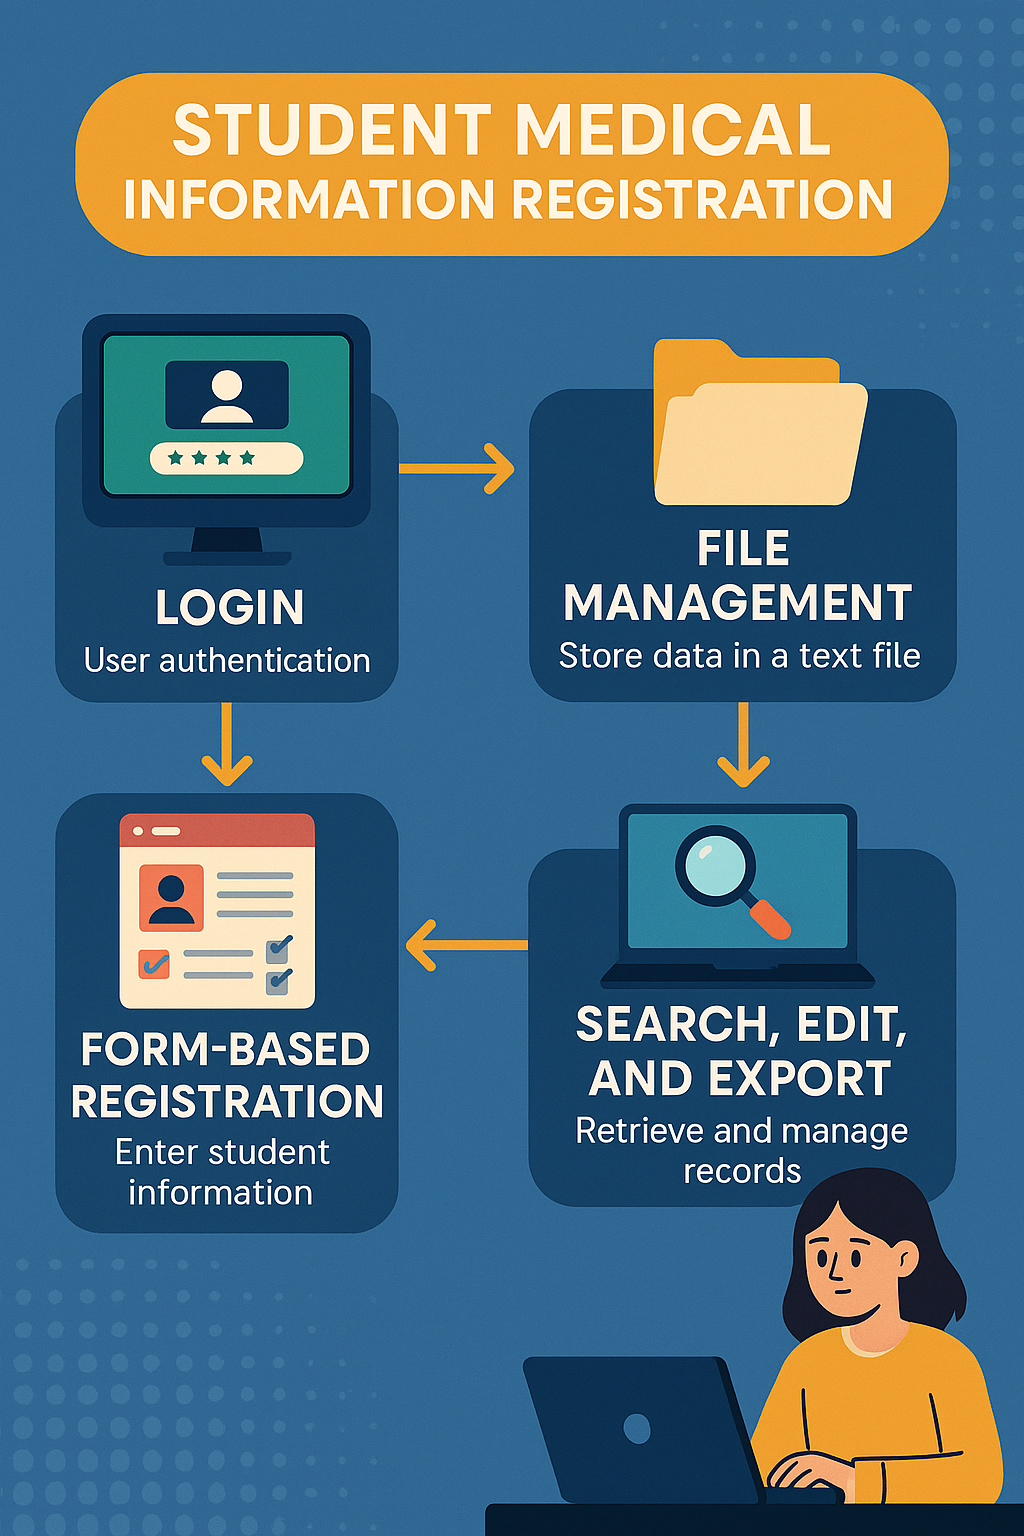 STUDENT MEDICAL
INFORMATION REGISTRATION
LOGIN
User authentication
FILE
MANAGEMENT
Store data in a text file
FORM-BASED
REGISTRATION
Enter student
information
SEARCH, EDIT,
AND EXPORT
Retrieve and manage
records